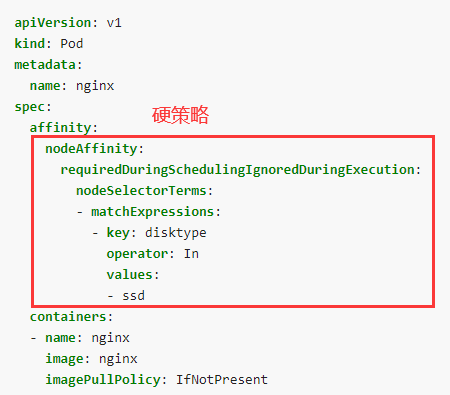 apiVersion: v1
kind: Pod
metadata:
  name: nginx
spec:
硬策略
  affinity:
    nodeAffinity:
      requiredDuringSchedulingIgnoredDuringExecution:
        nodeSelectorTerms:
        - matchExpressions:
          - key: disktype
            operator: In
            values:
            - ssd
  containers:
  - name: nginx
    image: nginx
    imagePullPolicy: IfNotPresent